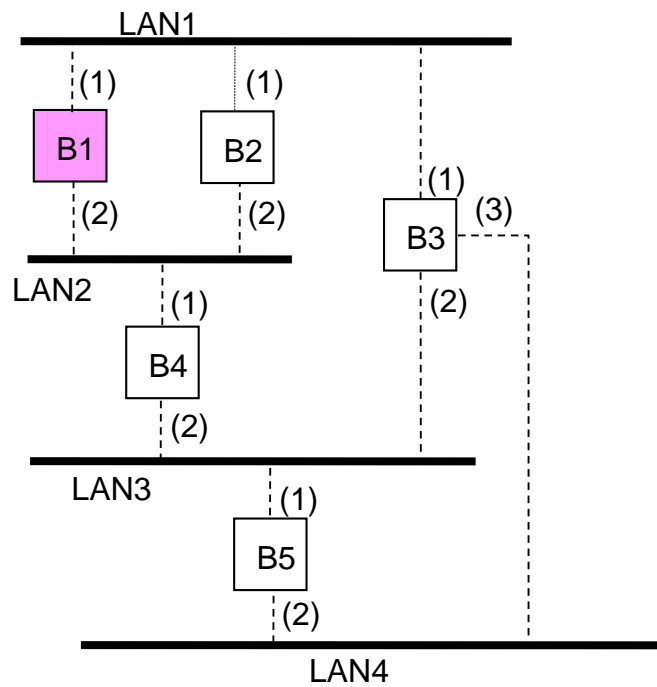 LAN1
(1)
(1)
B1
B2
(2)
(2)
(1)
(3)
B3
LAN2
(1)
(2)
B4
(2)
LAN3
(1)
B5
(2)
LAN4